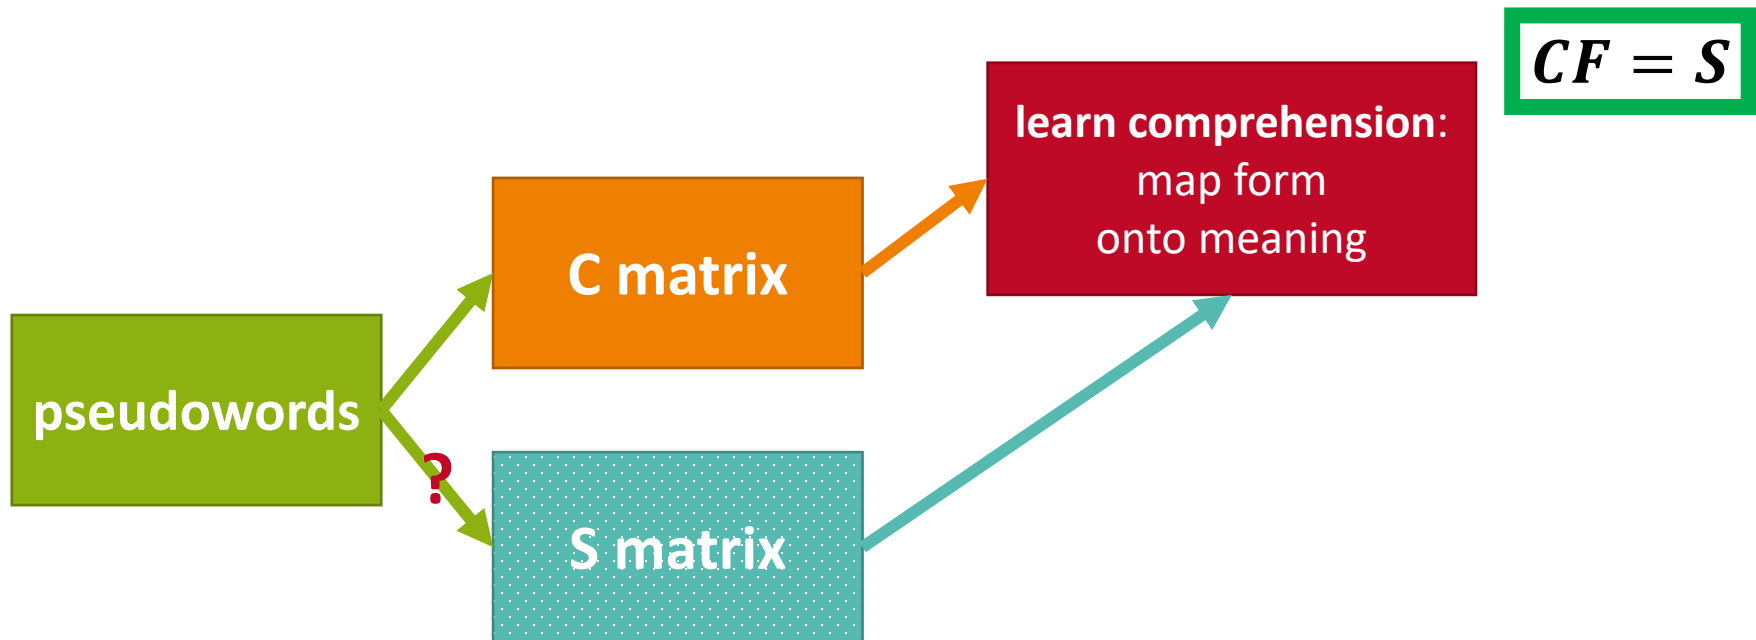 CF = S
learn comprehension:
map form
onto meaning
C matrix
pseudowords
?
S matrix